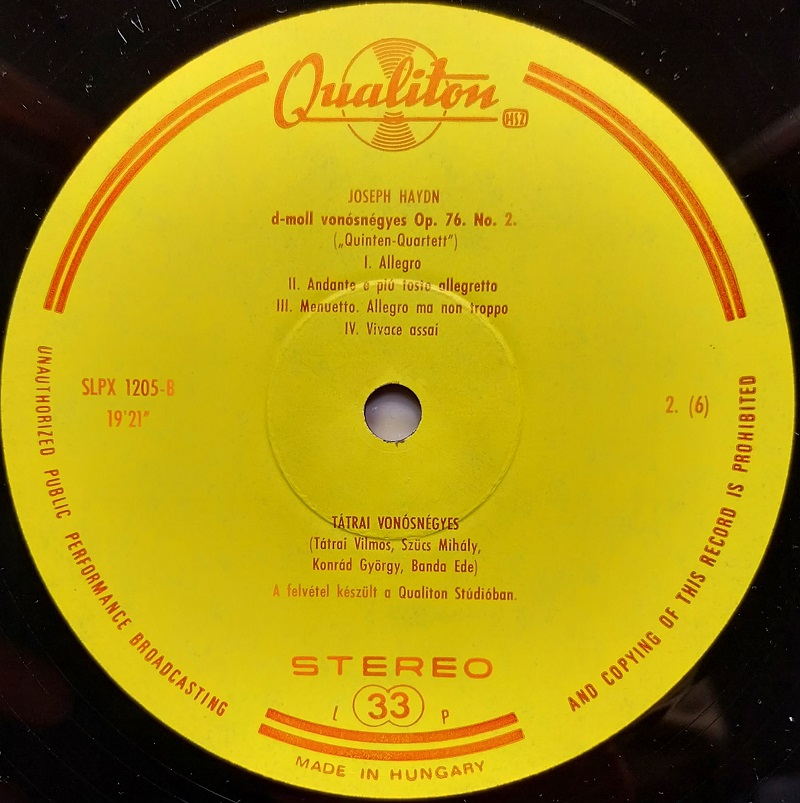 Qualiton
MSZ
JOSEPH HAYDN
d-moll vonósnégyes Op. 76. No. 2.
(„Quinten-Quartett")
I. Allegro
II. Andante o più tosto allegretto
III. Menuetto. Allegro ma non troppo
IV. Vivace assai
SLPX 1205-B
19'21"
2. (6)
TÁTRAI VONÓSNÉGYES
(Tátrai Vilmos, Szűcs Mihály,
Konrád György, Banda Ede)
A felvétel készült a Qualiton Stúdióban.
STEREO
L 33 P
UNAUTHORIZED PUBLIC PERFORMANCE BROADCASTING
AND COPYING OF THIS RECORD IS PROHIBITED
MADE IN HUNGARY